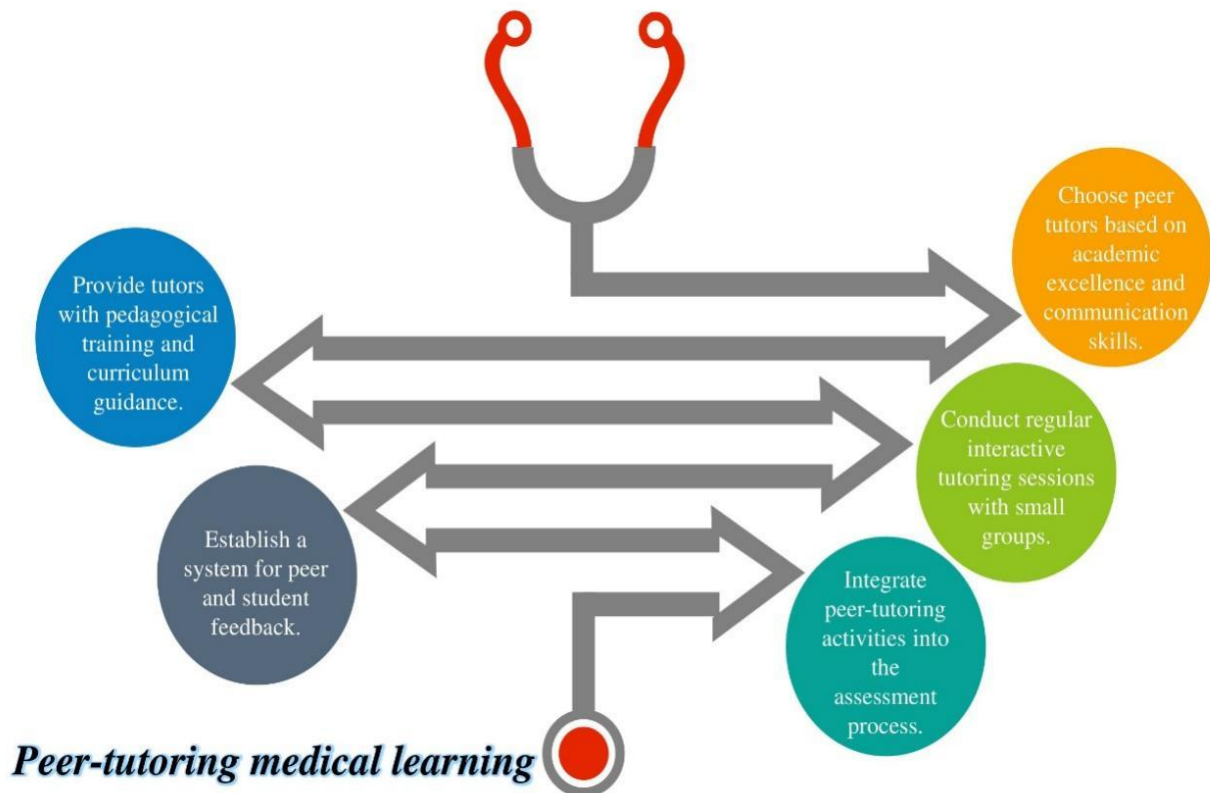 Choose peer
tutors based on
academic
excellence and
communication
skills.
Provide tutors
with pedagogical
training and
curriculum
guidance.
Conduct regular
interactive
tutoring sessions
with small
groups.
Establish a
system for peer
and student
feedback.
Integrate
peer-tutoring
activities into
the
assessment
process.
Peer-tutoring medical learning